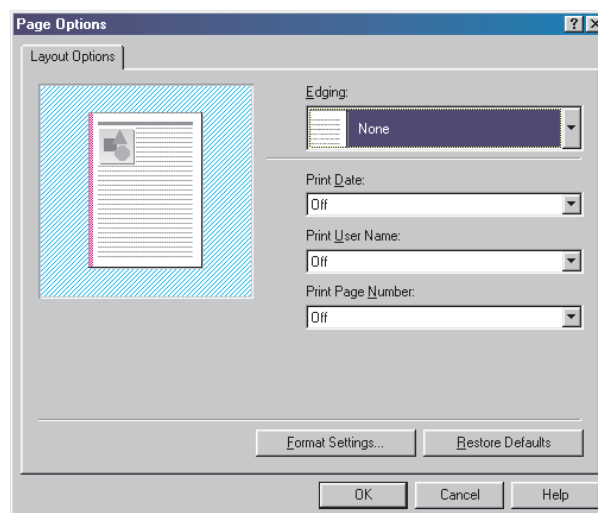 Page Options
Layout Options
Edging:
None
Print Date:
Off
Print User Name:
Off
Print Page Number:
Off
Format Settings...
Restore Defaults
OK
Cancel
Help